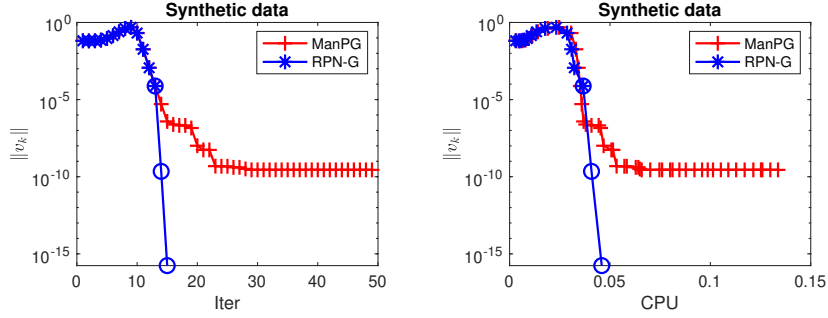 Synthetic data
10^0
10^-5
10^-10
10^-15
‖v_k‖
0 10 20 30 40 50
Iter
ManPG
RPN-G
Synthetic data
10^0
10^-5
10^-10
10^-15
‖v_k‖
0 0.05 0.1 0.15
CPU
ManPG
RPN-G